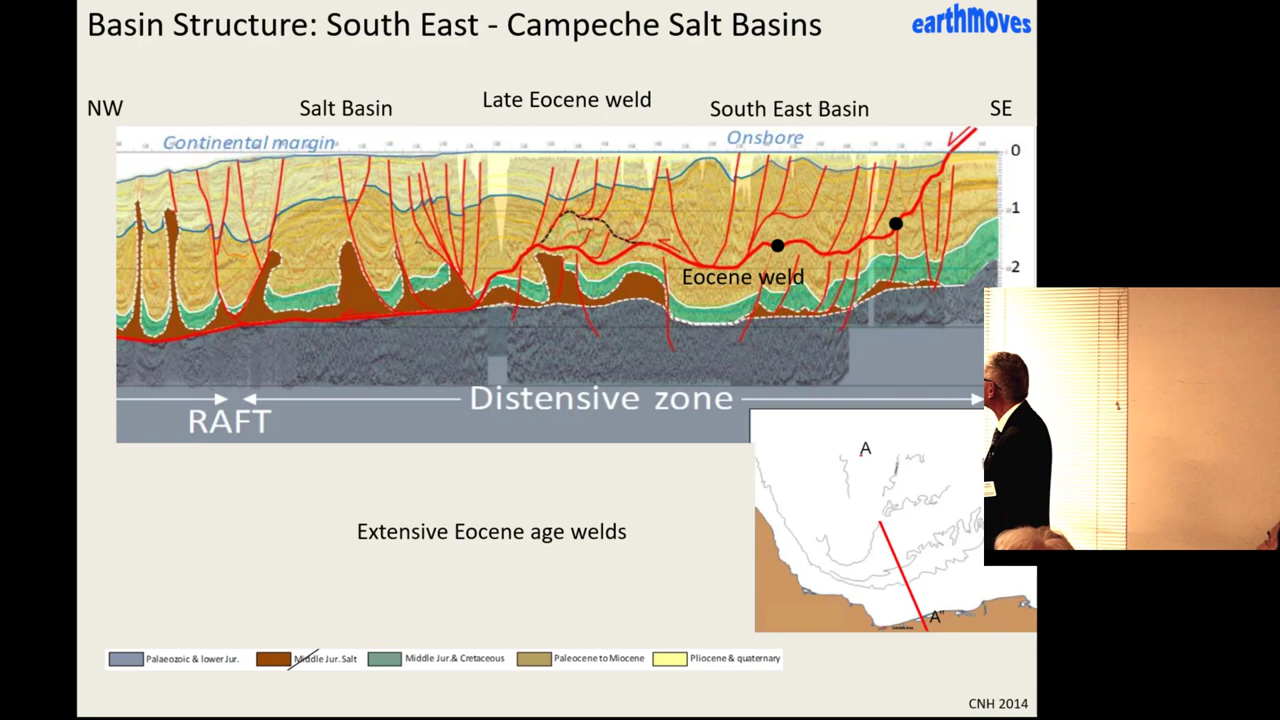 Basin Structure: South East - Campeche Salt Basins
earthmoves
NW
Salt Basin
Late Eocene weld
South East Basin
SE
Continental margin
Onshore
0
1
2
Eocene weld
Distensive zone
RAFT
A
Extensive Eocene age welds
A"
Palaeozoic & lower Jur.
Middle Jur. Salt
Middle Jur.& Cretaceous
Paleocene to Miocene
Pliocene & quaternary
CNH 2014